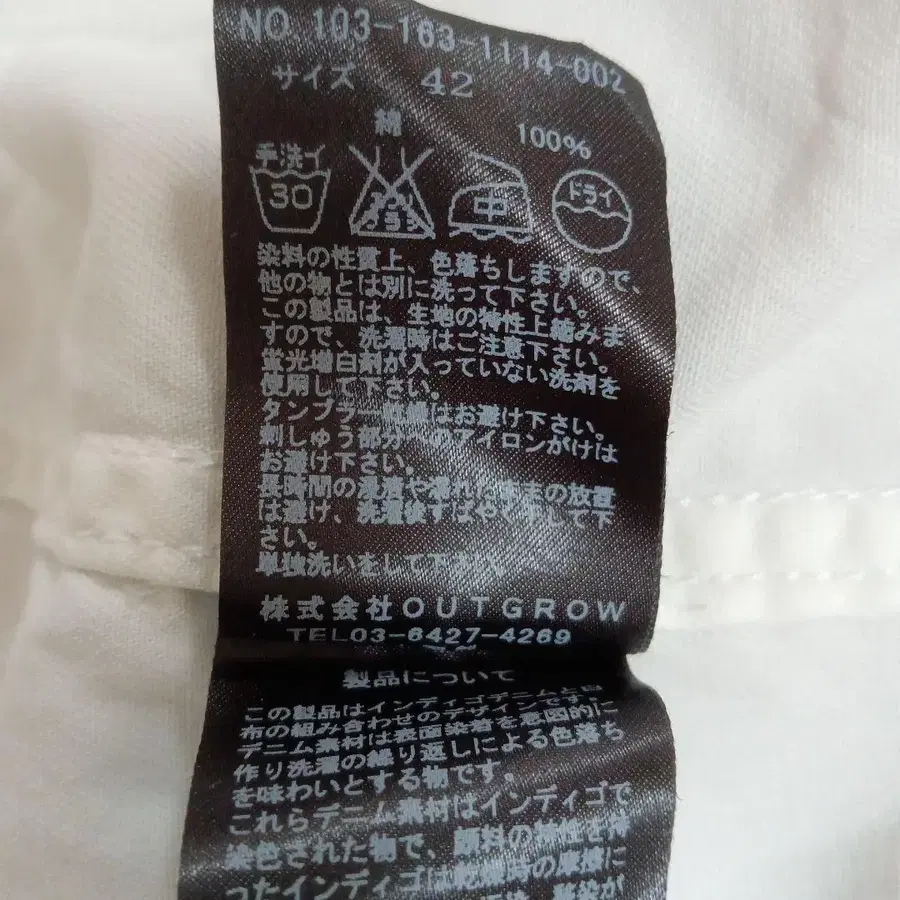 NO.103-163-1114-002
サイズ 42
綿 100%
手洗イ
30
中
ドライ
染料の性質上、色落ちしますので、
他の物とは別に洗って下さい。
この製品は、生地の特性上縮みま
すので、洗濯時はご注意下さい。
蛍光増白剤が入っていない洗剤を
使用して下さい。
タンブラー はお避け下さい。
刺しゅう部分へのアイロンがけは
お避け下さい。
長時間の浸漬や の放置
は避け、洗濯後すばや して下
さい。
単独洗いをして下さい。
株式会社OUTGROW
TEL03-6427-4269
製品について
この製品はインディゴデニムと
布の組み合わせのデザインです。
デニム素材は表面染着を意図的に
作り洗濯の繰り返しによる色落ち
を味わいとする物です。
これらデニム素材はインディゴで
染色された物で、顔料の特性を持
ったインディゴは乾燥時の摩擦に